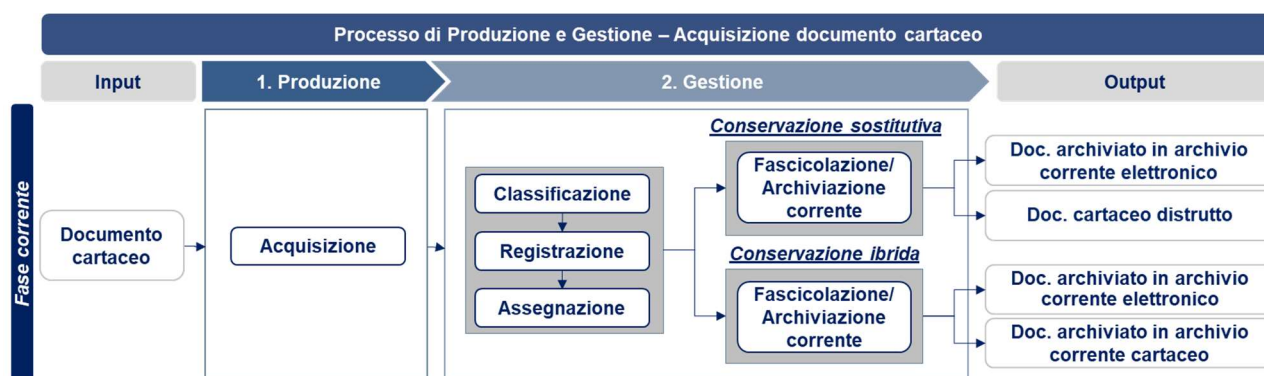 Processo di Produzione e Gestione – Acquisizione documento cartaceo
Input
1. Produzione
2. Gestione
Output
Fase corrente
Documento
cartaceo
Acquisizione
Classificazione
Registrazione
Assegnazione
Conservazione sostitutiva
Fascicolazione/
Archiviazione
corrente
Conservazione ibrida
Fascicolazione/
Archiviazione
corrente
Doc. archiviato in archivio
corrente elettronico
Doc. cartaceo distrutto
Doc. archiviato in archivio
corrente elettronico
Doc. archiviato in archivio
corrente cartaceo